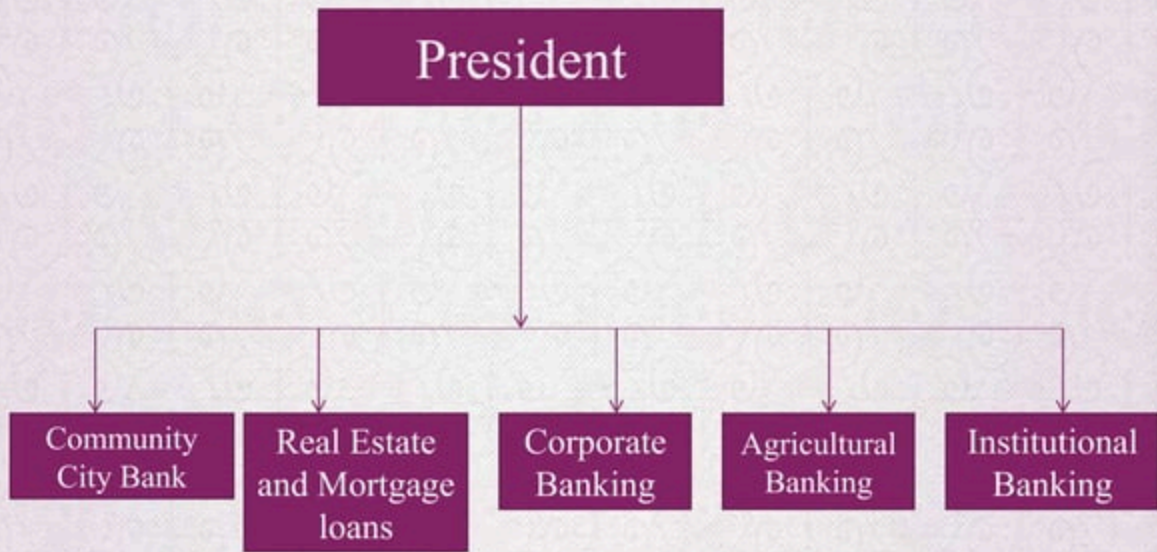 President
Community
City Bank
Real Estate
and Mortgage
loans
Corporate
Banking
Agricultural
Banking
Institutional
Banking